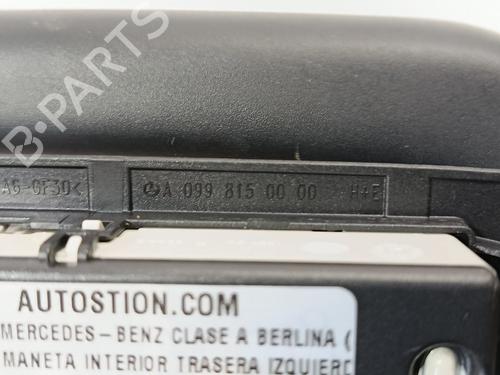 B-PARTS
A6-GF30<
A 099 815 00 00 H+E
AUTOSTION.COM
MERCEDES-BENZ CLASE A BERLINA (
MANETA INTERIOR TRASERA IZQUIERD